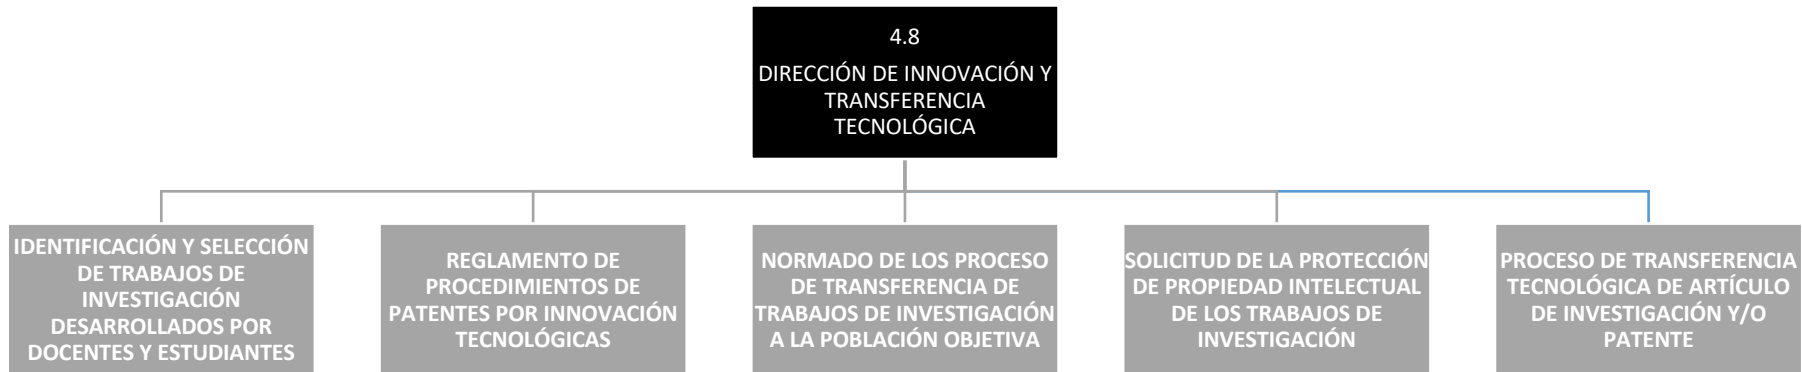 4.8
DIRECCIÓN DE INNOVACIÓN Y
TRANSFERENCIA
TECNOLÓGICA
IDENTIFICACIÓN Y SELECCIÓN
DE TRABAJOS DE
INVESTIGACIÓN
DESARROLLADOS POR
DOCENTES Y ESTUDIANTES
REGLAMENTO DE
PROCEDIMIENTOS DE
PATENTES POR INNOVACIÓN
TECNOLÓGICAS
NORMADO DE LOS PROCESO
DE TRANSFERENCIA DE
TRABAJOS DE INVESTIGACIÓN
A LA POBLACIÓN OBJETIVA
SOLICITUD DE LA PROTECCIÓN
DE PROPIEDAD INTELECTUAL
DE LOS TRABAJOS DE
INVESTIGACIÓN
PROCESO DE TRANSFERENCIA
TECNOLÓGICA DE ARTÍCULO
DE INVESTIGACIÓN Y/O
PATENTE